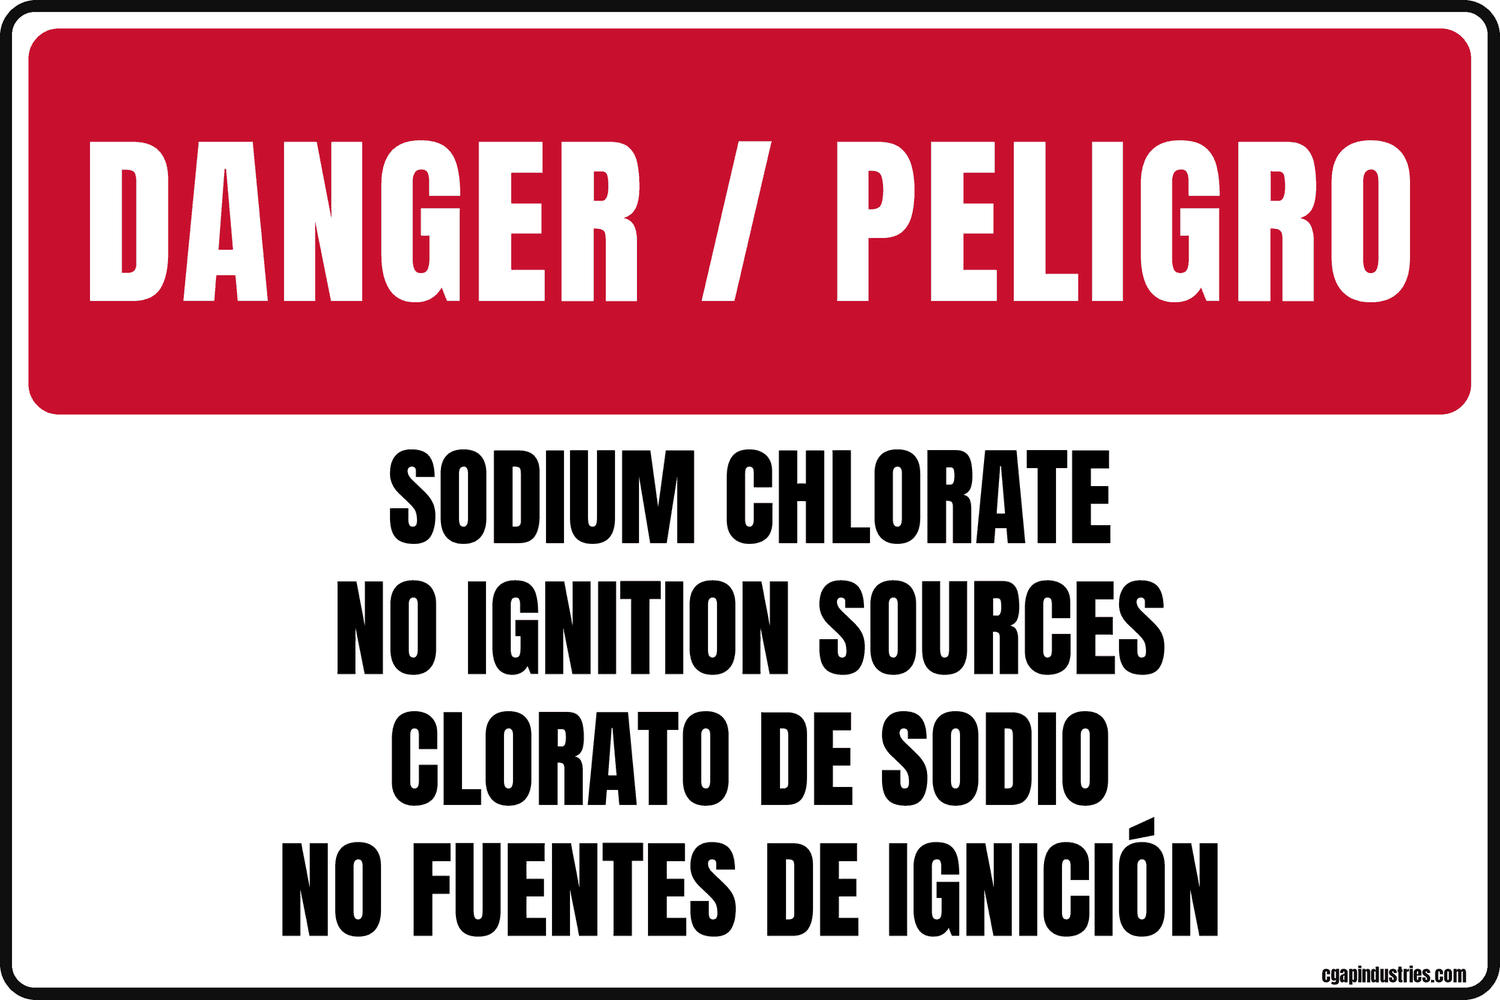 DANGER / PELIGRO
SODIUM CHLORATE
NO IGNITION SOURCES
CLORATO DE SODIO
NO FUENTES DE IGNICIÓN
cgapindustries.com